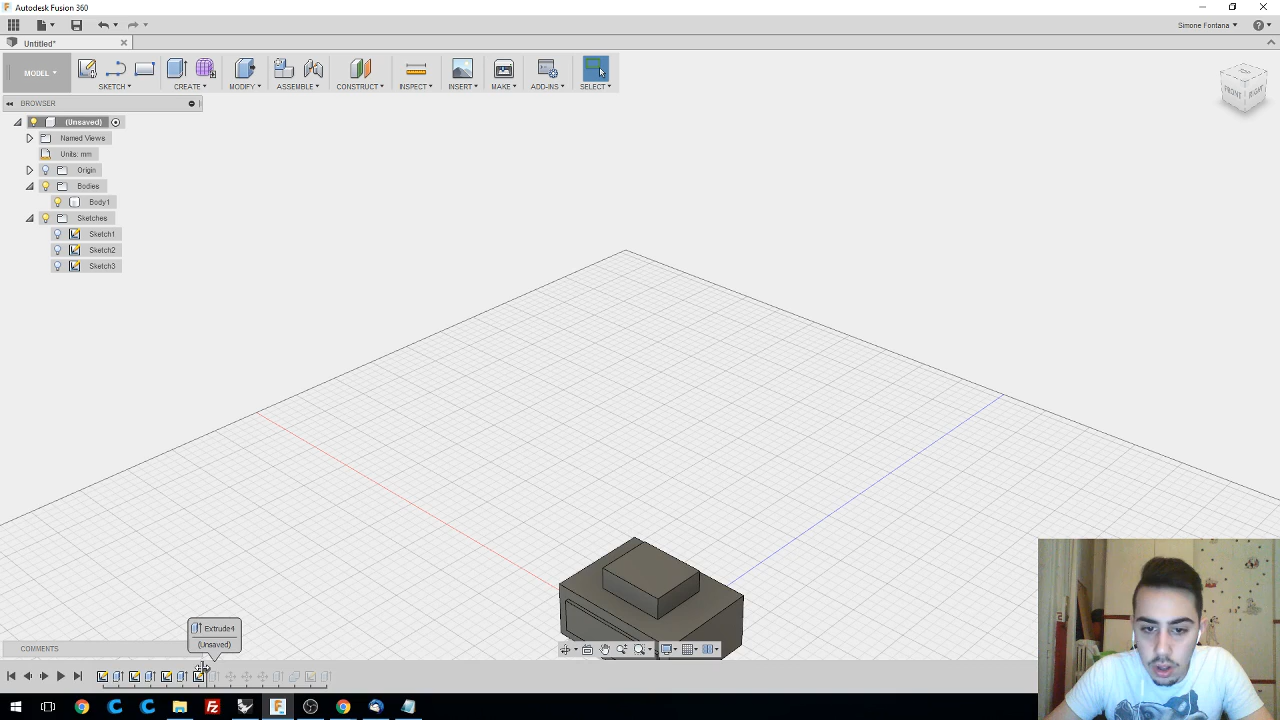 Autodesk Fusion 360
Simone Fontana
Untitled*
MODEL
SKETCH
CREATE
MODIFY
ASSEMBLE
CONSTRUCT
INSPECT
INSERT
MAKE
ADD-INS
SELECT
BROWSER
(Unsaved)
Named Views
Units: mm
Origin
Bodies
Body1
Sketches
Sketch1
Sketch2
Sketch3
FRONT
RIGHT
Extrude4
(Unsaved)
COMMENTS